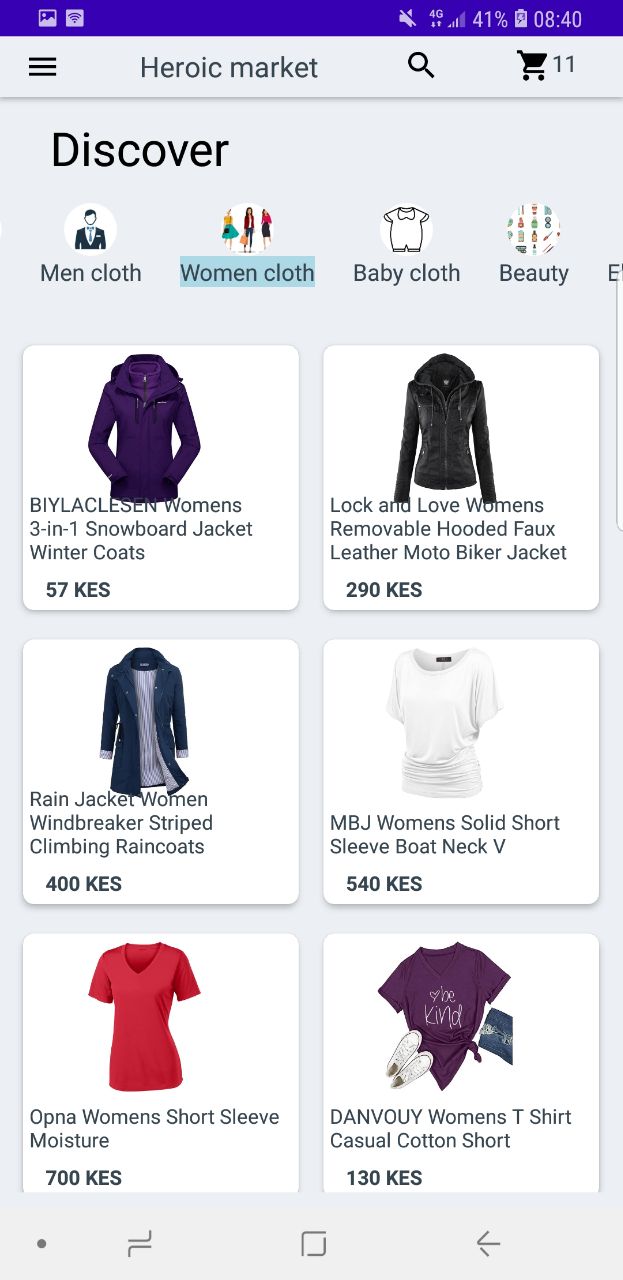 4G 41% 08:40
Heroic market 11
Discover
Men cloth Women cloth Baby cloth Beauty
BIYLACLESEN Womens
3-in-1 Snowboard Jacket
Winter Coats
57 KES
Lock and Love Womens
Removable Hooded Faux
Leather Moto Biker Jacket
290 KES
Rain Jacket Women
Windbreaker Striped
Climbing Raincoats
400 KES
MBJ Womens Solid Short
Sleeve Boat Neck V
540 KES
Opna Womens Short Sleeve
Moisture
700 KES
be
kind
DANVOUY Womens T Shirt
Casual Cotton Short
130 KES